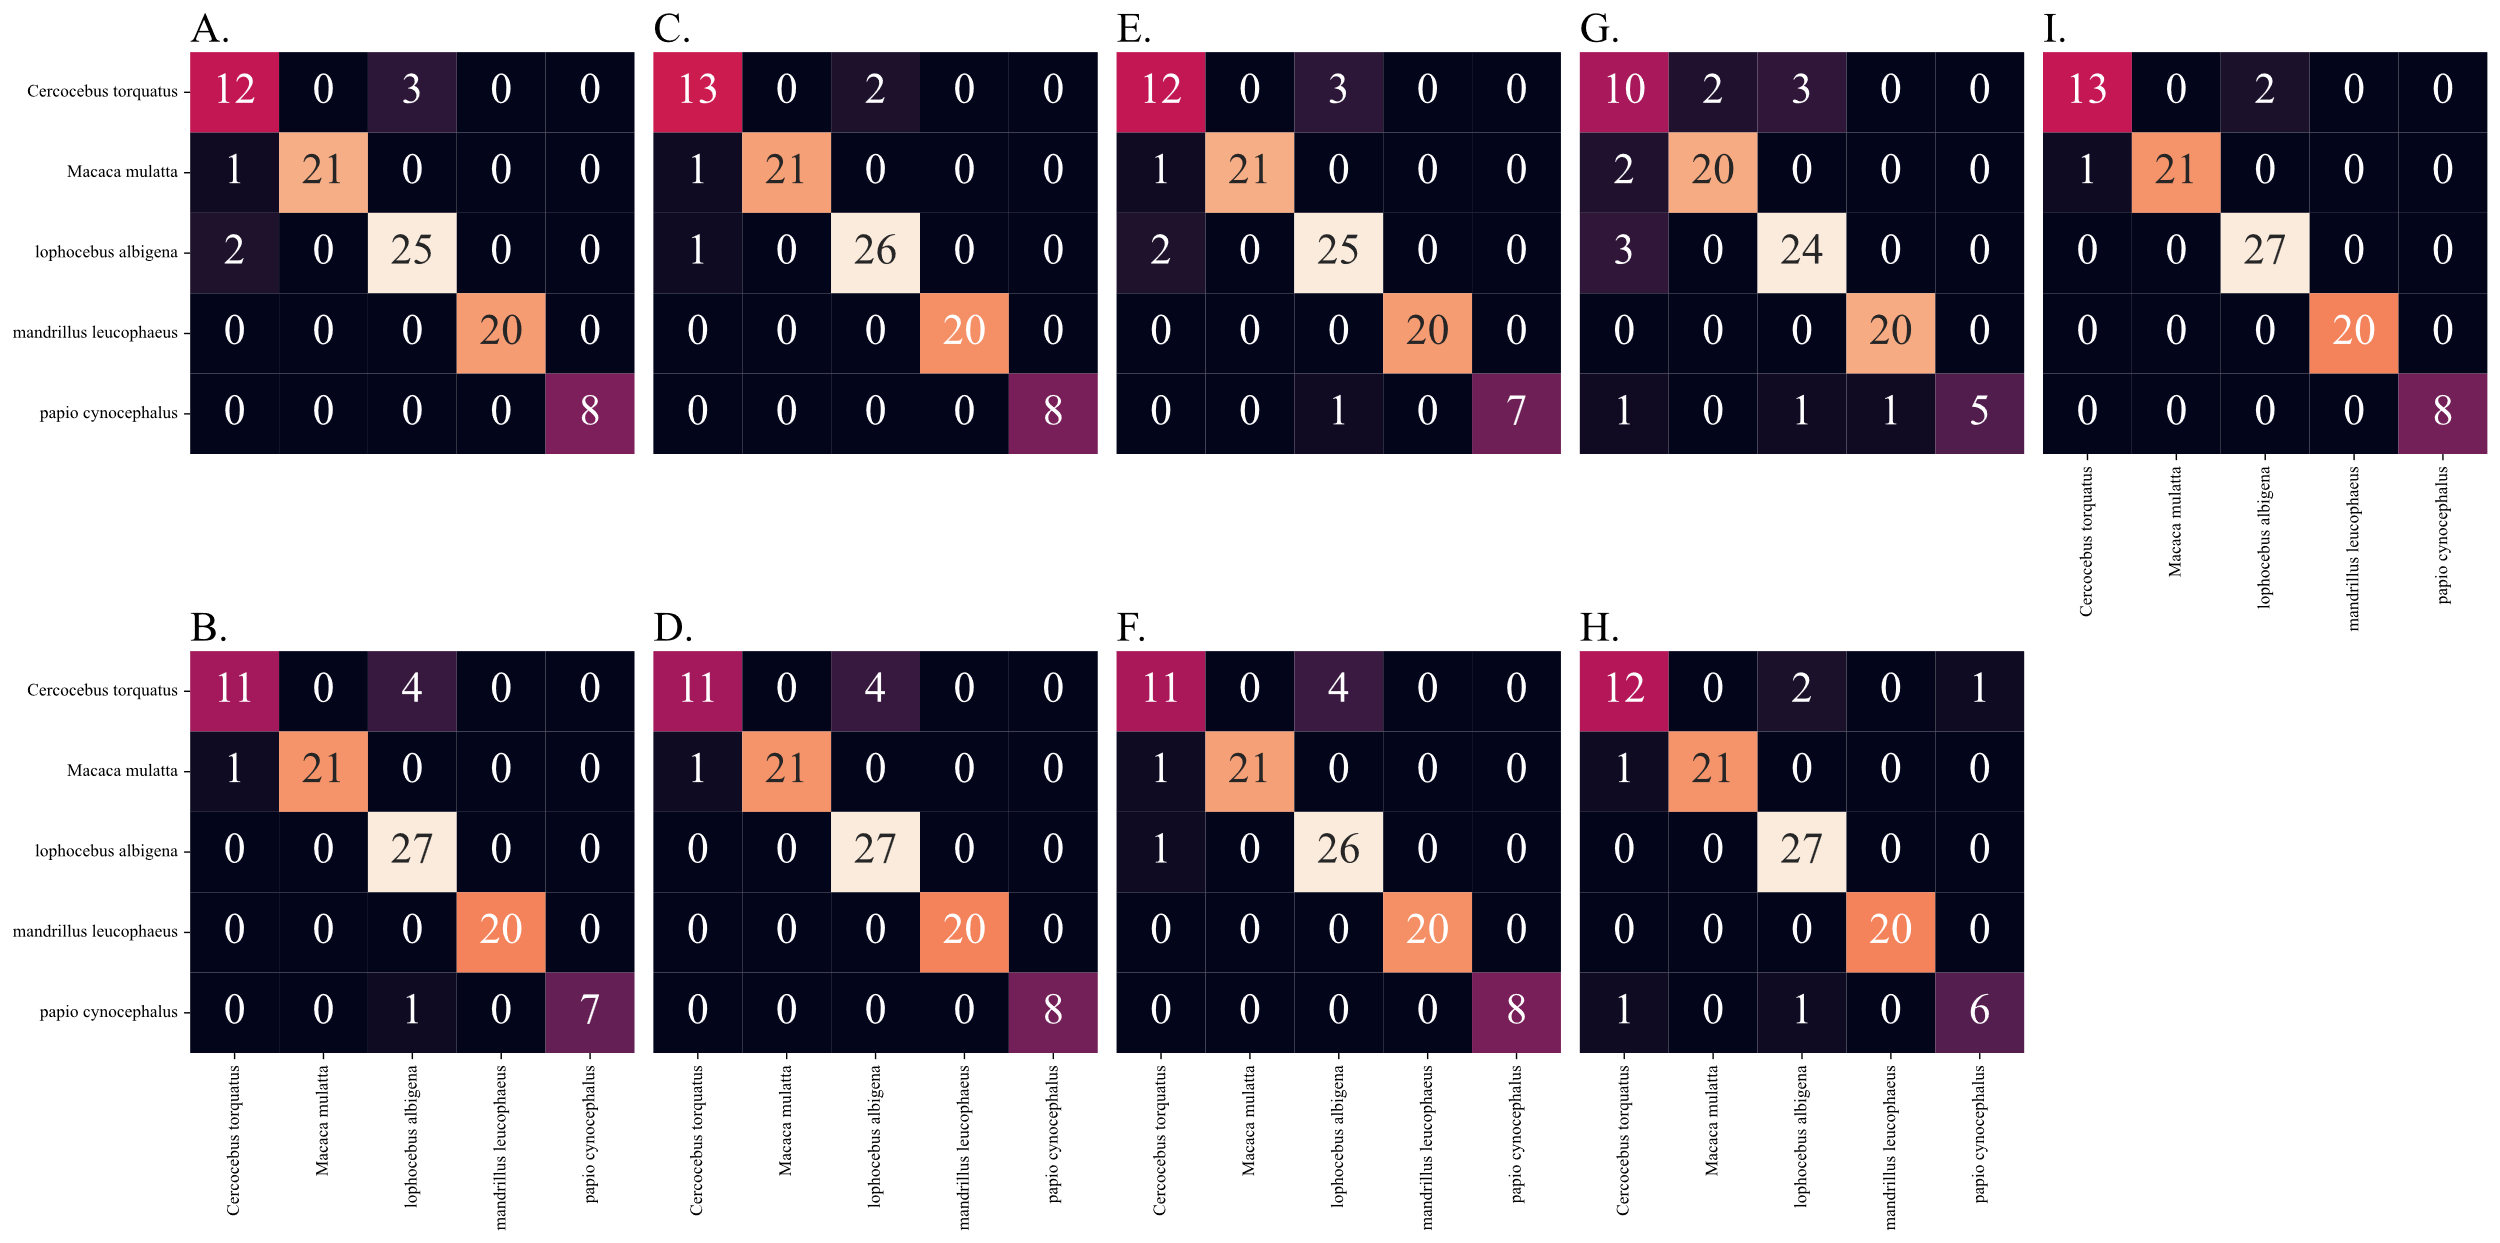 A. C. E. G. I.
Cercocebus torquatus 12 0 3 0 0 13 0 2 0 0 12 0 3 0 0 10 2 3 0 0 13 0 2 0 0
Macaca mulatta 1 21 0 0 0 1 21 0 0 0 1 21 0 0 0 2 20 0 0 0 1 21 0 0 0
lophocebus albigena 2 0 25 0 0 1 0 26 0 0 2 0 25 0 0 3 0 24 0 0 0 0 27 0 0
mandrillus leucophaeus 0 0 0 20 0 0 0 0 20 0 0 0 0 20 0 0 0 0 20 0 0 0 0 20 0
papio cynocephalus 0 0 0 0 8 0 0 0 0 8 0 0 1 0 7 1 0 1 1 5 0 0 0 0 8
Cercocebus torquatus
Macaca mulatta
lophocebus albigena
mandrillus leucophaeus
papio cynocephalus
B. D. F. H.
Cercocebus torquatus 11 0 4 0 0 11 0 4 0 0 11 0 4 0 0 12 0 2 0 1
Macaca mulatta 1 21 0 0 0 1 21 0 0 0 1 21 0 0 0 1 21 0 0 0
lophocebus albigena 0 0 27 0 0 0 0 27 0 0 1 0 26 0 0 0 0 27 0 0
mandrillus leucophaeus 0 0 0 20 0 0 0 0 20 0 0 0 0 20 0 0 0 0 20 0
papio cynocephalus 0 0 1 0 7 0 0 0 0 8 0 0 0 0 8 1 0 1 0 6
Cercocebus torquatus
Macaca mulatta
lophocebus albigena
mandrillus leucophaeus
papio cynocephalus
Cercocebus torquatus
Macaca mulatta
lophocebus albigena
mandrillus leucophaeus
papio cynocephalus
Cercocebus torquatus
Macaca mulatta
lophocebus albigena
mandrillus leucophaeus
papio cynocephalus
Cercocebus torquatus
Macaca mulatta
lophocebus albigena
mandrillus leucophaeus
papio cynocephalus